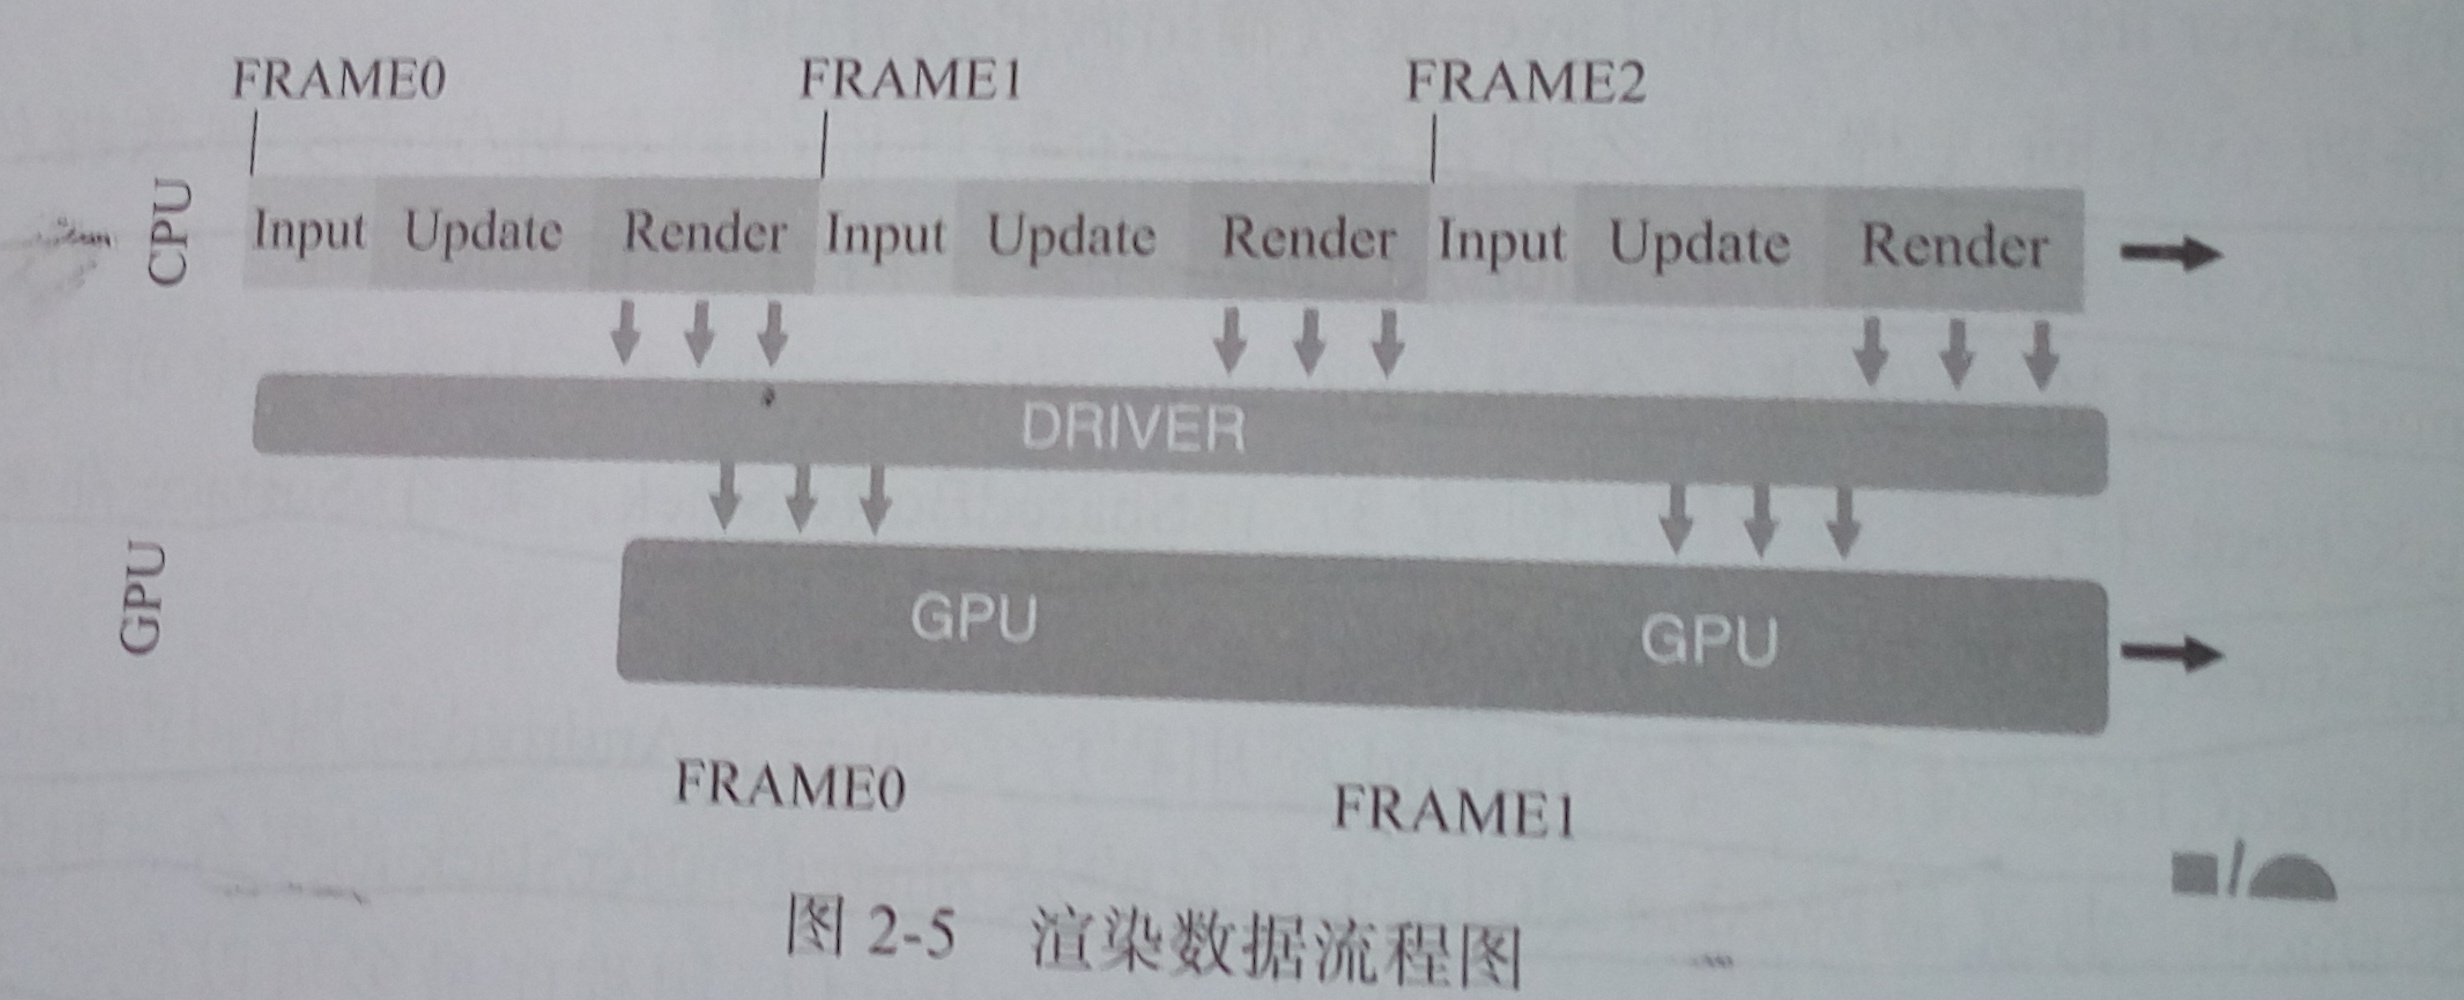 FRAME0 FRAME1 FRAME2
CPU
Input Update Render Input Update Render Input Update Render
DRIVER
GPU
GPU GPU
FRAME0 FRAME1
图 2-5 渲染数据流程图